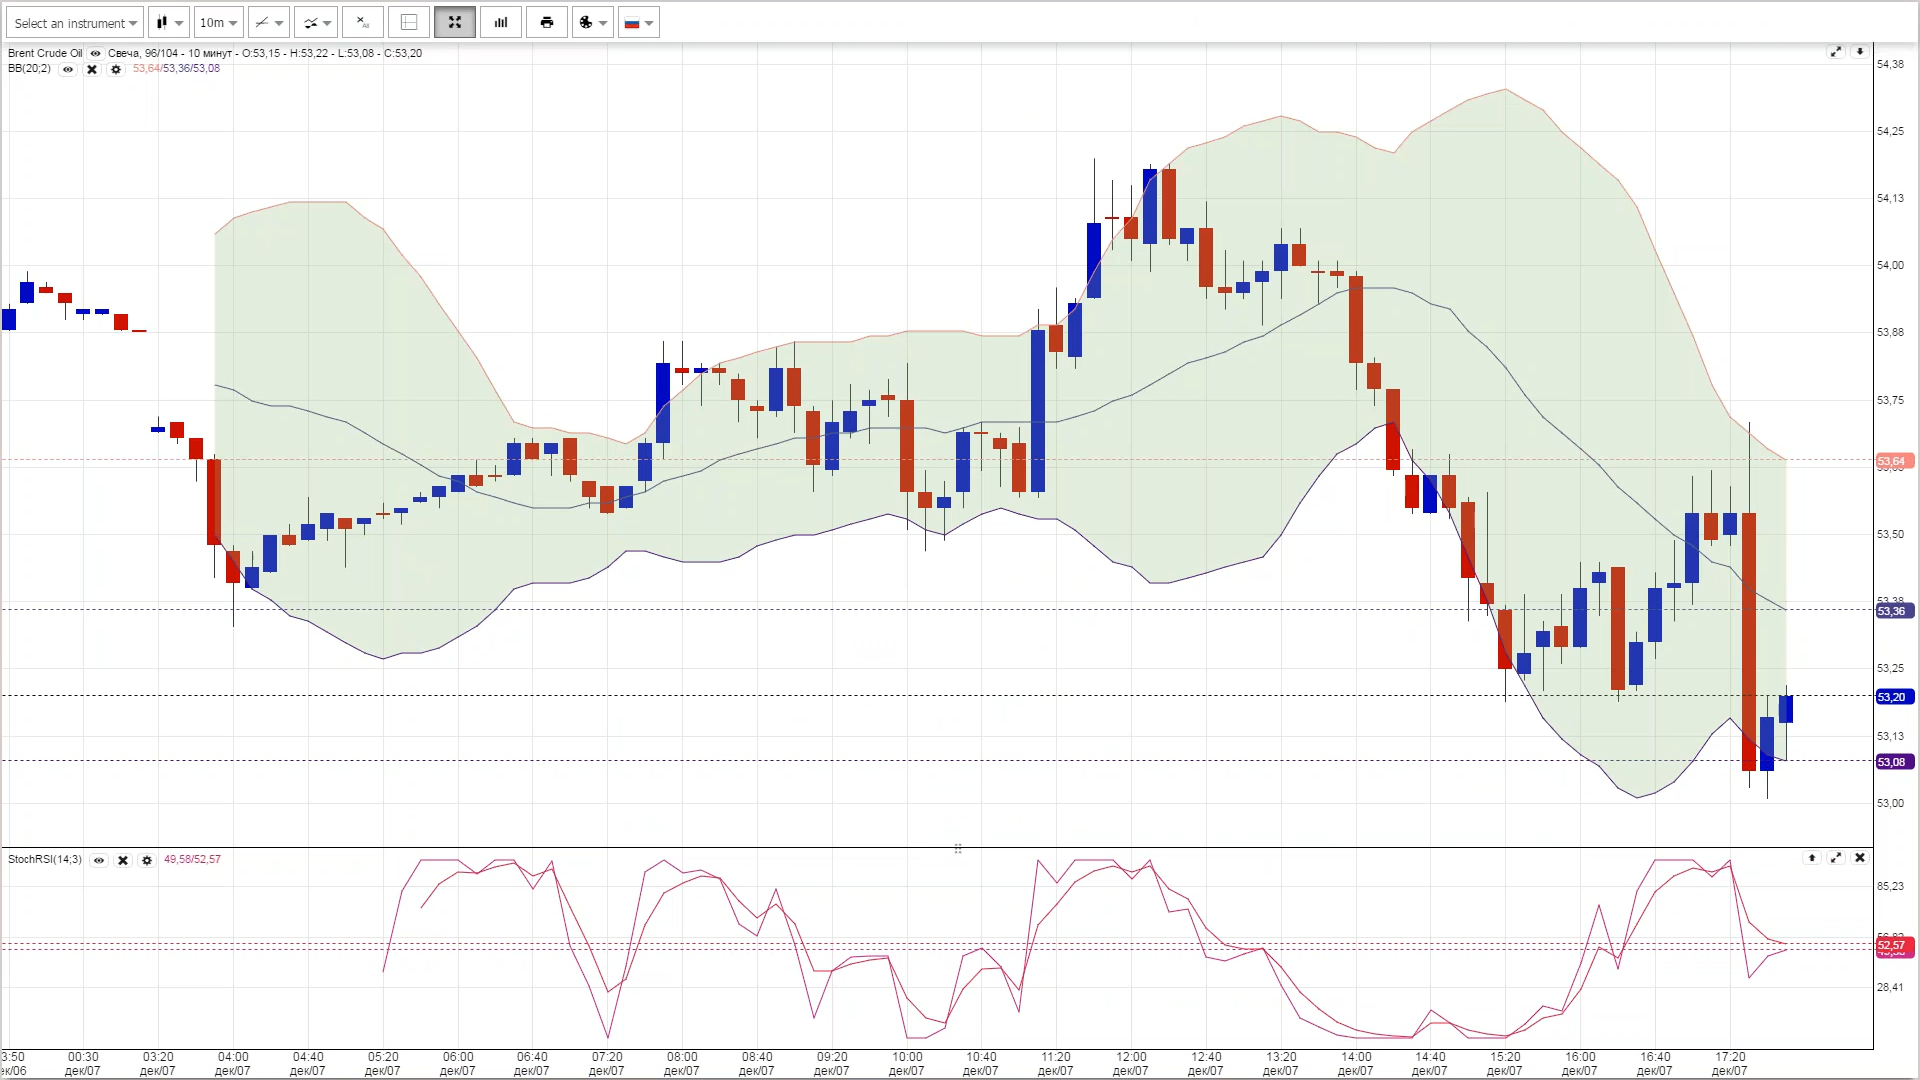 Select an instrument
10m
All
Brent Crude Oil Свеча, 96/104 - 10 минут - O:53,15 - H:53,22 - L:53,08 - C:53,20
BB(20;2) 53,64/53,36/53,08
54,38
54,25
54,13
54,00
53,88
53,75
53,64
53,50
53,38
53,36
53,25
53,20
53,13
53,08
53,00
StochRSI(14;3) 49,58/52,57
85,23
52,57
28,41
3:50 00:30 03:20 04:00 04:40 05:20 06:00 06:40 07:20 08:00 08:40 09:20 10:00 10:40 11:20 12:00 12:40 13:20 14:00 14:40 15:20 16:00 16:40 17:20
ек/06 дек/07 дек/07 дек/07 дек/07 дек/07 дек/07 дек/07 дек/07 дек/07 дек/07 дек/07 дек/07 дек/07 дек/07 дек/07 дек/07 дек/07 дек/07 дек/07 дек/07 дек/07 дек/07 дек/07